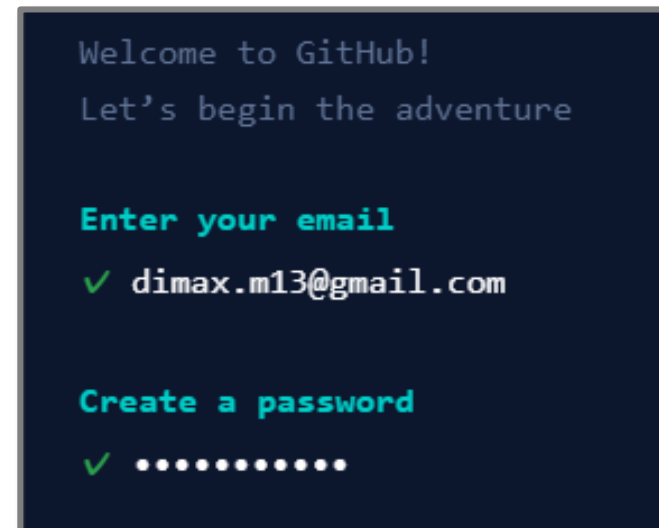 Welcome to GitHub!
Let’s begin the adventure
Enter your email
✓ dimax.m13@gmail.com
Create a password
✓ •••••••••••